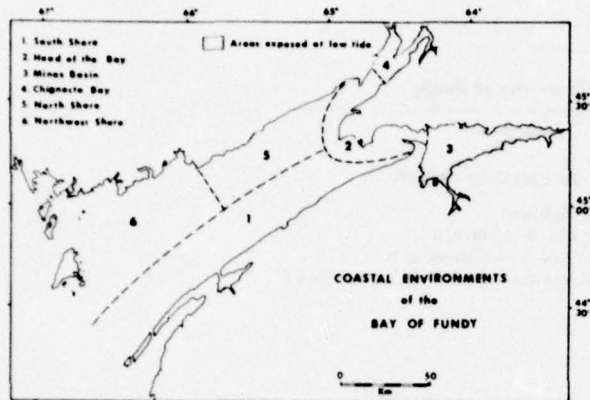 67° 66° 65° 64°
1 South Shore
2 Head of the Bay
3 Minas Basin
4 Chignecto Bay
5 North Shore
6 Northwest Shore
Areas exposed at low tide
4
45° 30'
5
2
3
45° 00'
6
1
COASTAL ENVIRONMENTS
of the
BAY OF FUNDY
44° 30'
0 50
Km